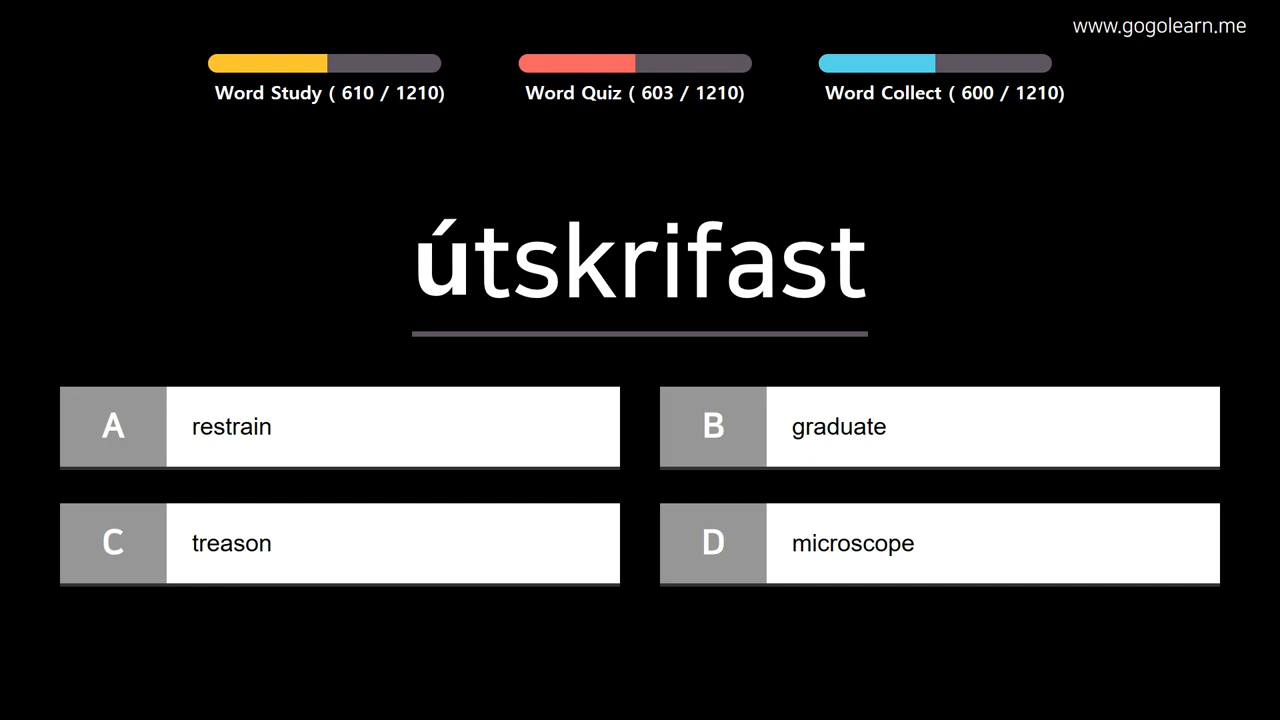 www.gogolearn.me
Word Study ( 610 / 1210)
Word Quiz ( 603 / 1210)
Word Collect ( 600 / 1210)
útskrifast
A restrain
B graduate
C treason
D microscope